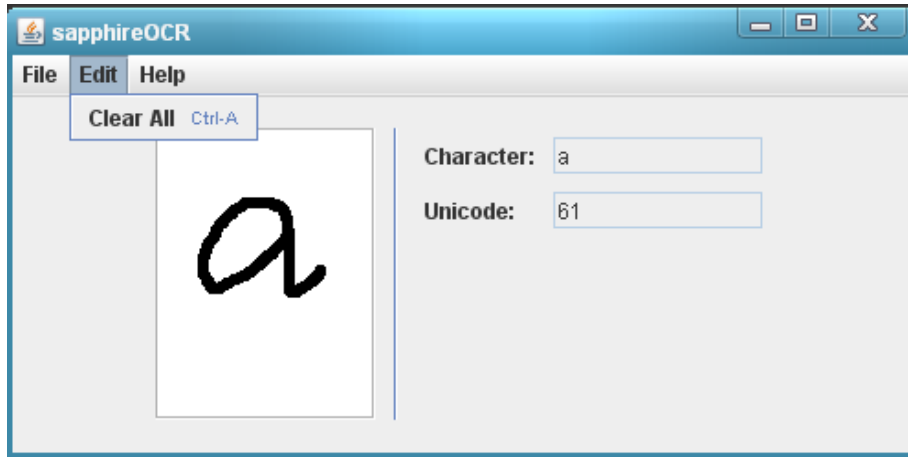 sapphireOCR
File Edit Help
Clear All Ctrl-A
a
Character: a
Unicode: 61